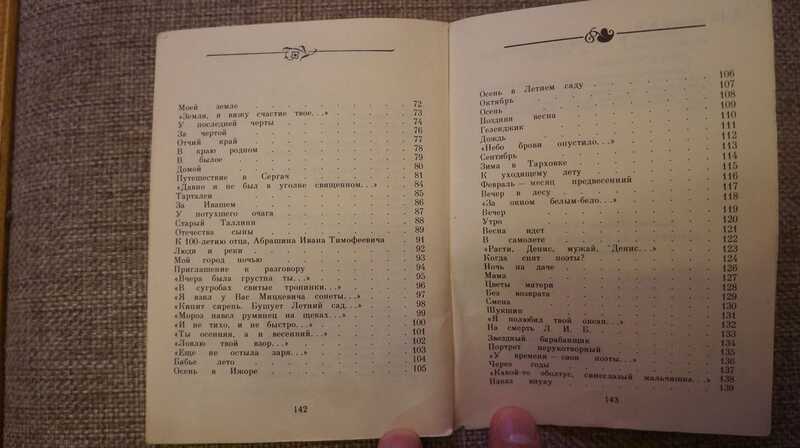 Моей земле 72
«Земля, я вижу счастие твое...» 73
У последней черты 74
За чертой 76
Отчий край 77
В краю родном 78
В былое 79
Домой 80
Путешествие в Сергач 81
«Давно я не был в уголке священном...» 84
Тарталеи 85
За Ивашем 86
У потухшего очага 87
Старый Таллинн 88
Отечества сыны 89
К 100-летию отца, Абрашина Ивана Тимофеевича 91
Люди и реки 92
Мой город ночью 93
Приглашение к разговору 94
«Вчера была грустна ты...» 95
«В сугробах свитые тропинки...» 96
«Я взял у Вас Мицкевича сонеты...» 97
«Кипит сирень. Бушует Летний сад...» 98
«Мороз навел румянец на щеках...» 99
«И не тихо, и не быстро...» 100
«Ты осенняя, а я весенний...» 101
«Ловлю твой взор...» 102
«Еще не остыла заря...» 103
Бабье лето 104
Осень в Ижоре 105
142
Осень в Летнем саду 106
Октябрь 107
Осень 108
Поздняя весна 109
Геленджик 110
Дождь 111
«Небо брови опустило...» 112
Сентябрь 113
Зима в Тарховке 114
К уходящему лету 115
Февраль — месяц предвесенний 116
Вечер в лесу 117
«За окном белым-бело...» 118
Вечер 119
Утро 120
Весна идет 121
В самолете 122
«Расти, Денис, мужай, Денис...» 123
Когда спят поэты? 124
Ночь на даче 126
Мама 127
Цветы матери 128
Без возврата 129
Смена 130
Шукшин 131
«Я полюбил твой океан...» 132
На смерть Л. И. Б. 133
Звездный барабанщик 134
Портрет нерукотворный 135
«У времени — свои поэты...» 136
Через годы 137
«Какой-то оболтус, синеглазый мальчишка...» 138
Наказ внуку 139
143